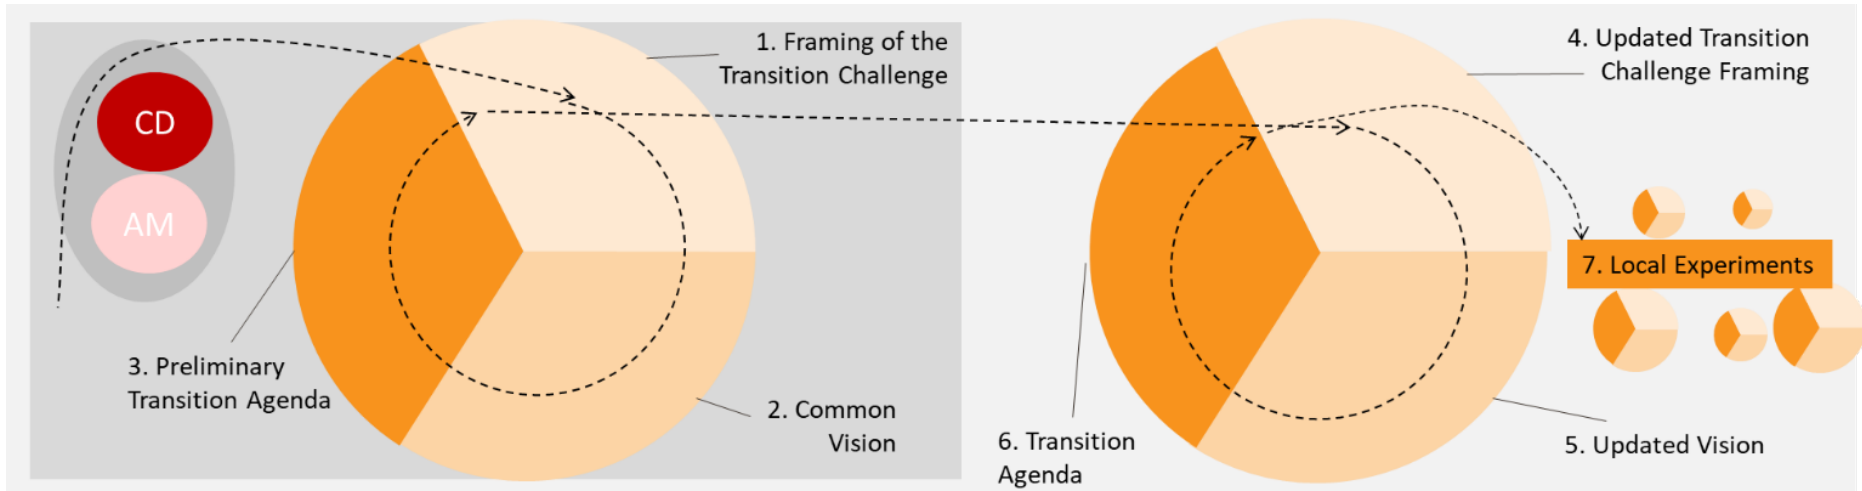 CD
AM
1. Framing of the
Transition Challenge
2. Common
Vision
3. Preliminary
Transition Agenda
4. Updated Transition
Challenge Framing
5. Updated Vision
6. Transition
Agenda
7. Local Experiments